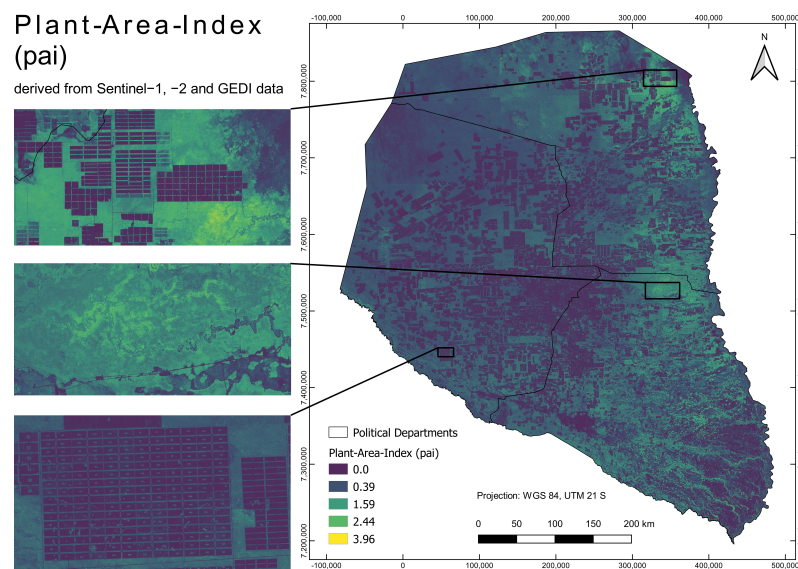 Plant-Area-Index
(pai)
derived from Sentinel−1, −2 and GEDI data
-100,000 0 100,000 200,000 300,000 400,000 500,000
N
7,800,000
7,700,000
7,600,000
7,500,000
7,400,000
7,300,000
7,200,000
Political Departments
Plant-Area-Index (pai)
0.0
0.39
1.59
2.44
3.96
Projection: WGS 84, UTM 21 S
0 50 100 150 200 km
-100,000 0 100,000 200,000 300,000 400,000 500,000